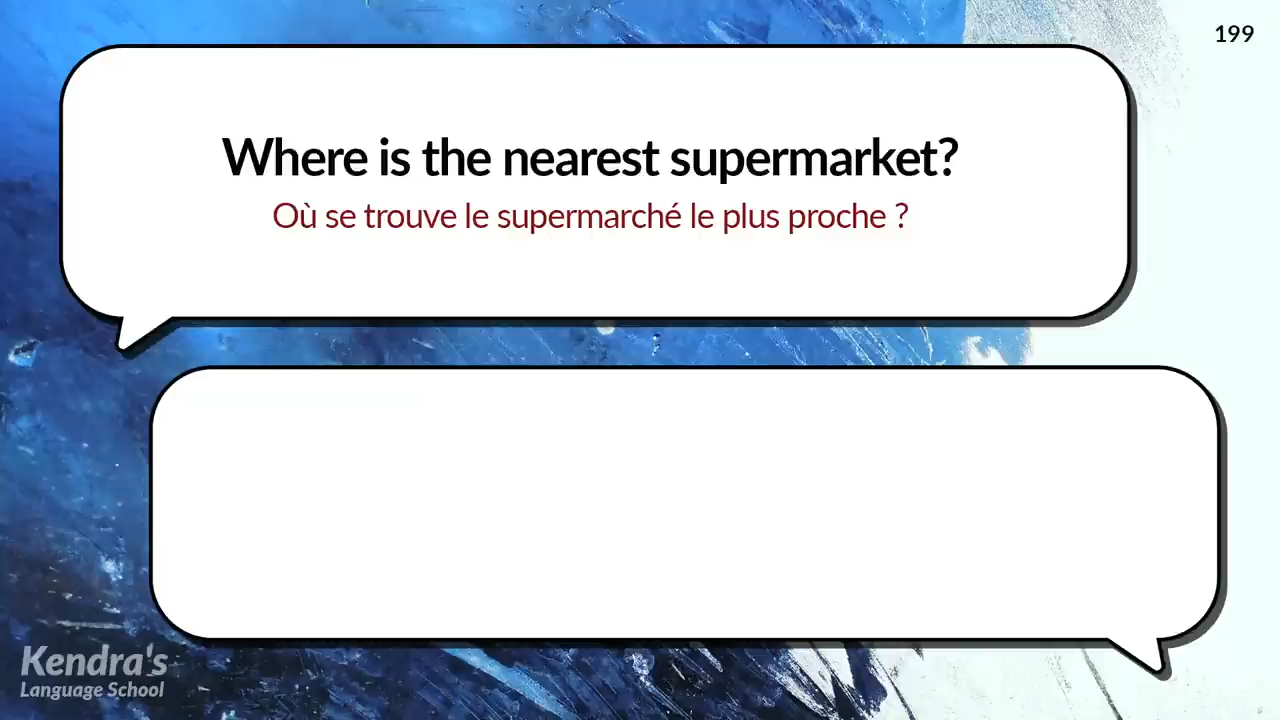 199
Where is the nearest supermarket?
Où se trouve le supermarché le plus proche ?
Kendra's
Language School